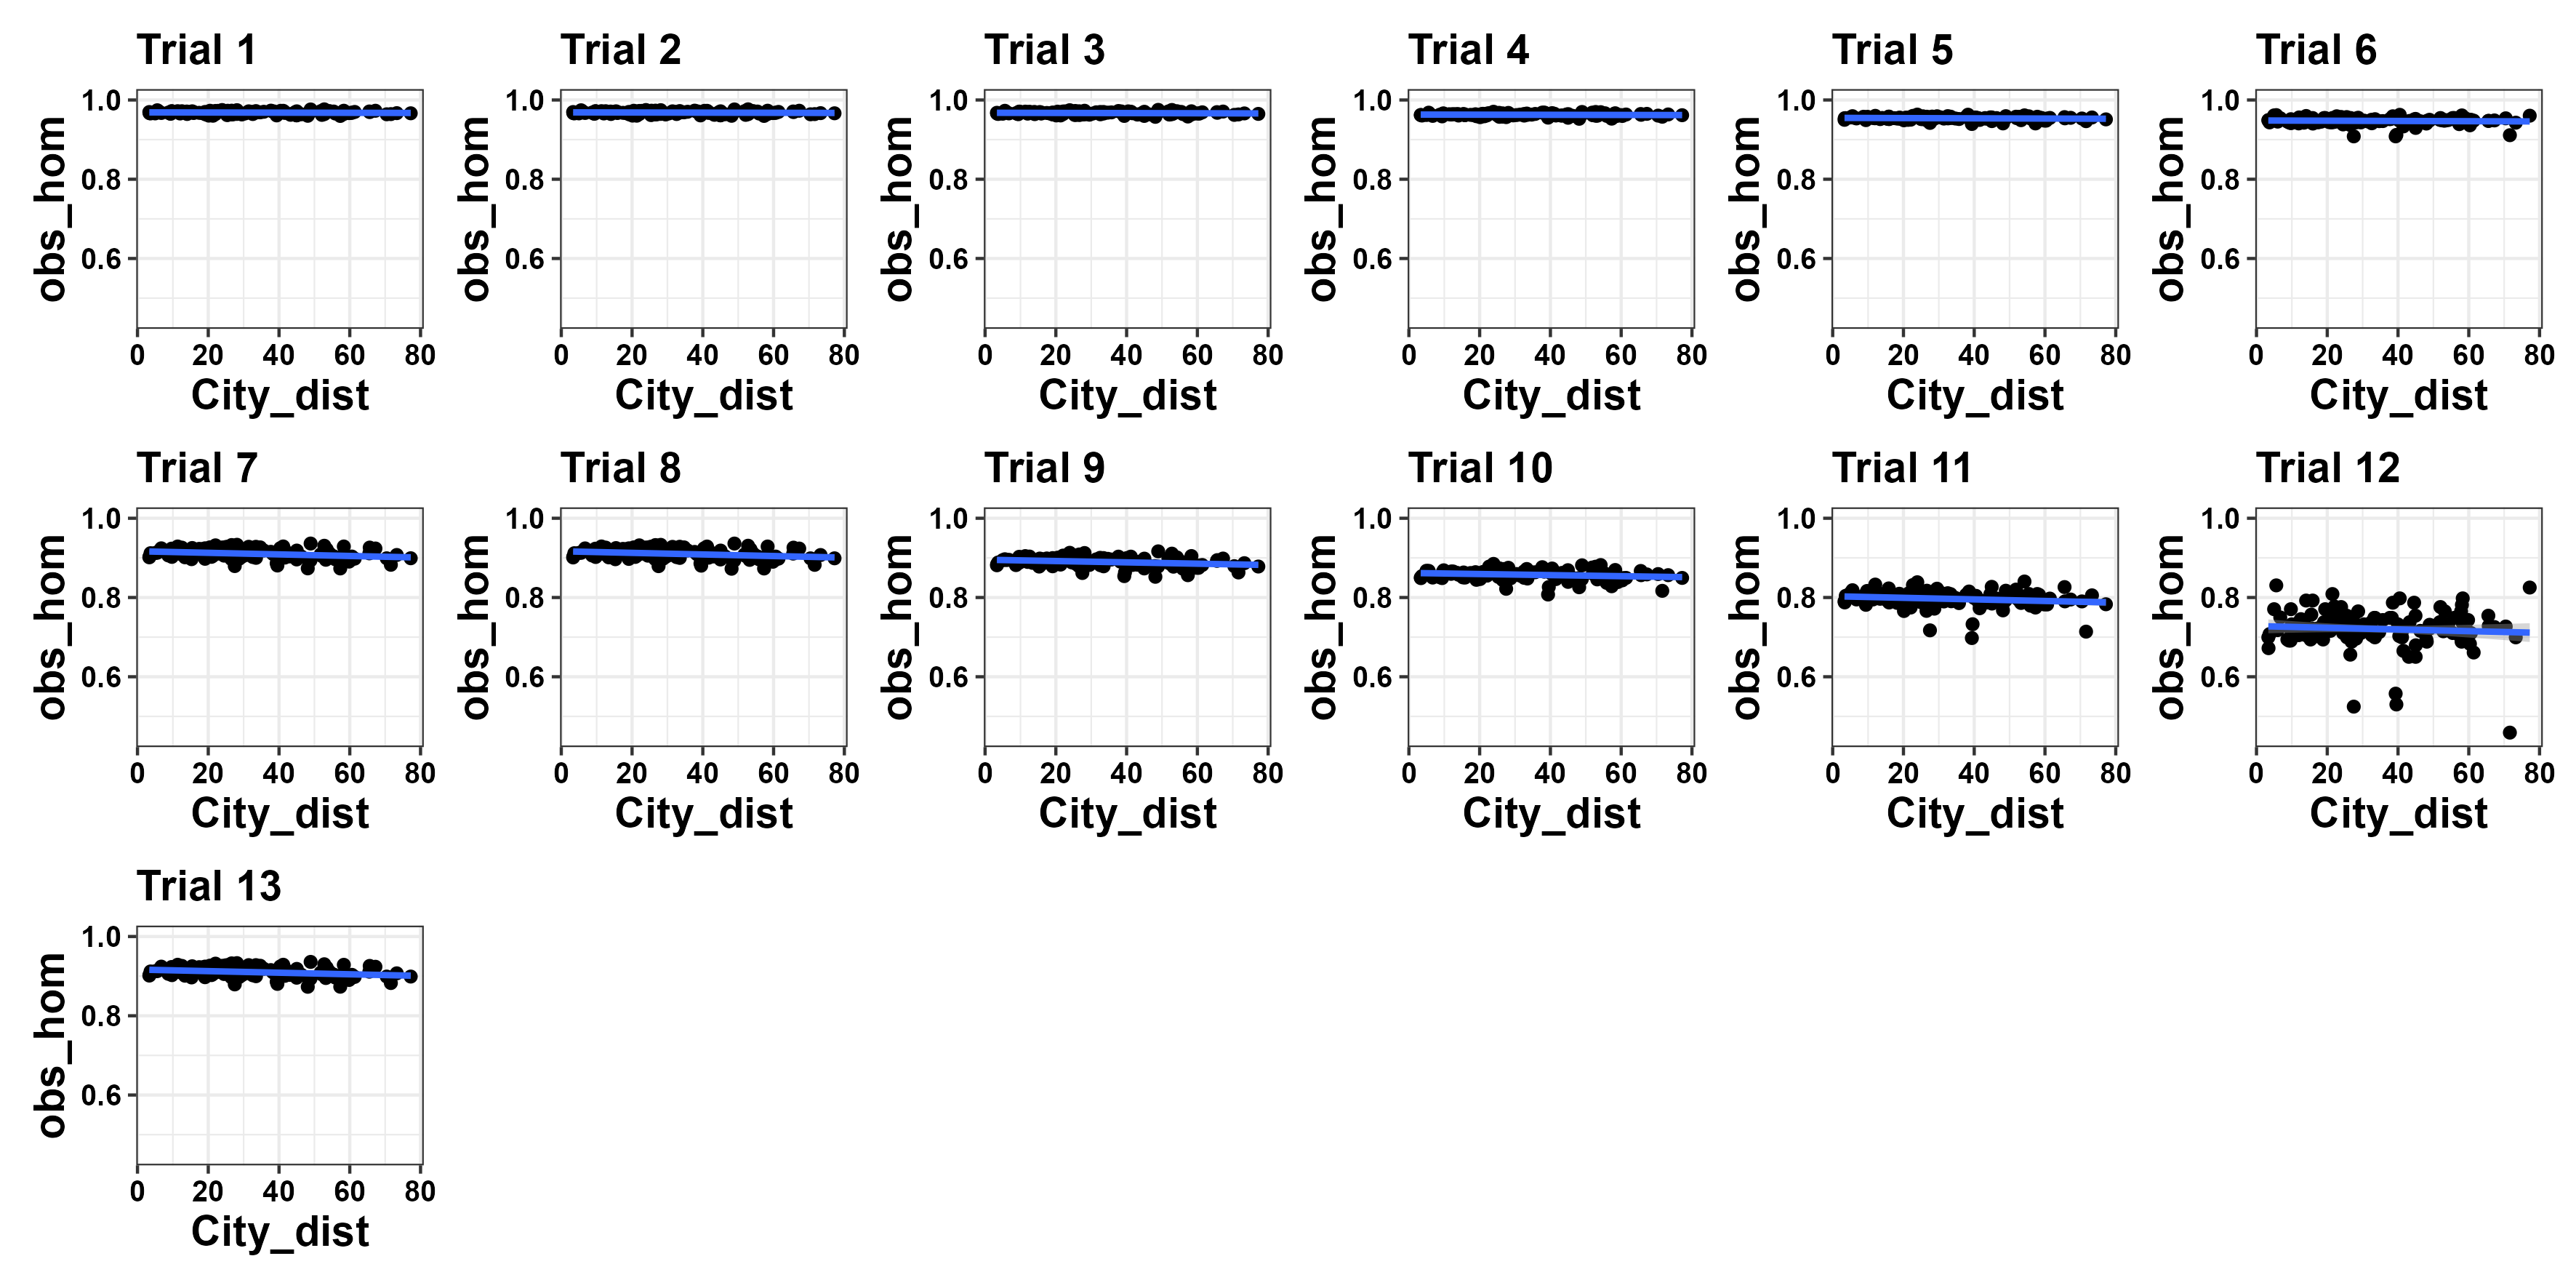 Trial 1 Trial 2 Trial 3 Trial 4 Trial 5 Trial 6
1.0 1.0 1.0 1.0 1.0 1.0
obs_hom obs_hom obs_hom obs_hom obs_hom obs_hom
0.8 0.8 0.8 0.8 0.8 0.8
0.6 0.6 0.6 0.6 0.6 0.6
0 20 40 60 80 0 20 40 60 80 0 20 40 60 80 0 20 40 60 80 0 20 40 60 80 0 20 40 60 80
City_dist City_dist City_dist City_dist City_dist City_dist
Trial 7 Trial 8 Trial 9 Trial 10 Trial 11 Trial 12
1.0 1.0 1.0 1.0 1.0 1.0
obs_hom obs_hom obs_hom obs_hom obs_hom obs_hom
0.8 0.8 0.8 0.8 0.8 0.8
0.6 0.6 0.6 0.6 0.6 0.6
0 20 40 60 80 0 20 40 60 80 0 20 40 60 80 0 20 40 60 80 0 20 40 60 80 0 20 40 60 80
City_dist City_dist City_dist City_dist City_dist City_dist
Trial 13
1.0
obs_hom
0.8
0.6
0 20 40 60 80
City_dist